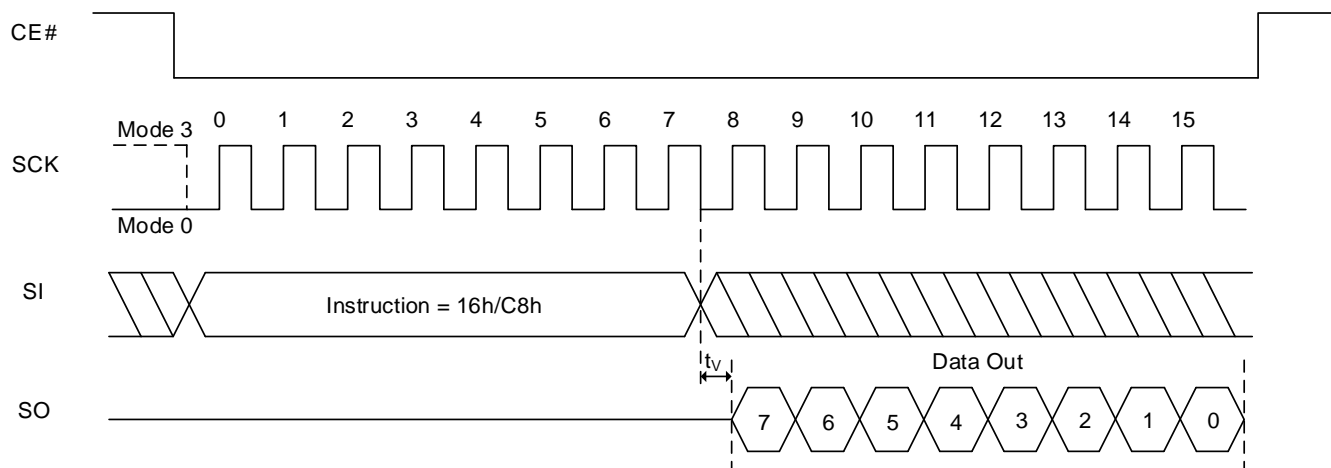 CE#
0 1 2 3 4 5 6 7 8 9 10 11 12 13 14 15
Mode 3
SCK
Mode 0
SI
Instruction = 16h/C8h
tV
Data Out
SO
7 6 5 4 3 2 1 0